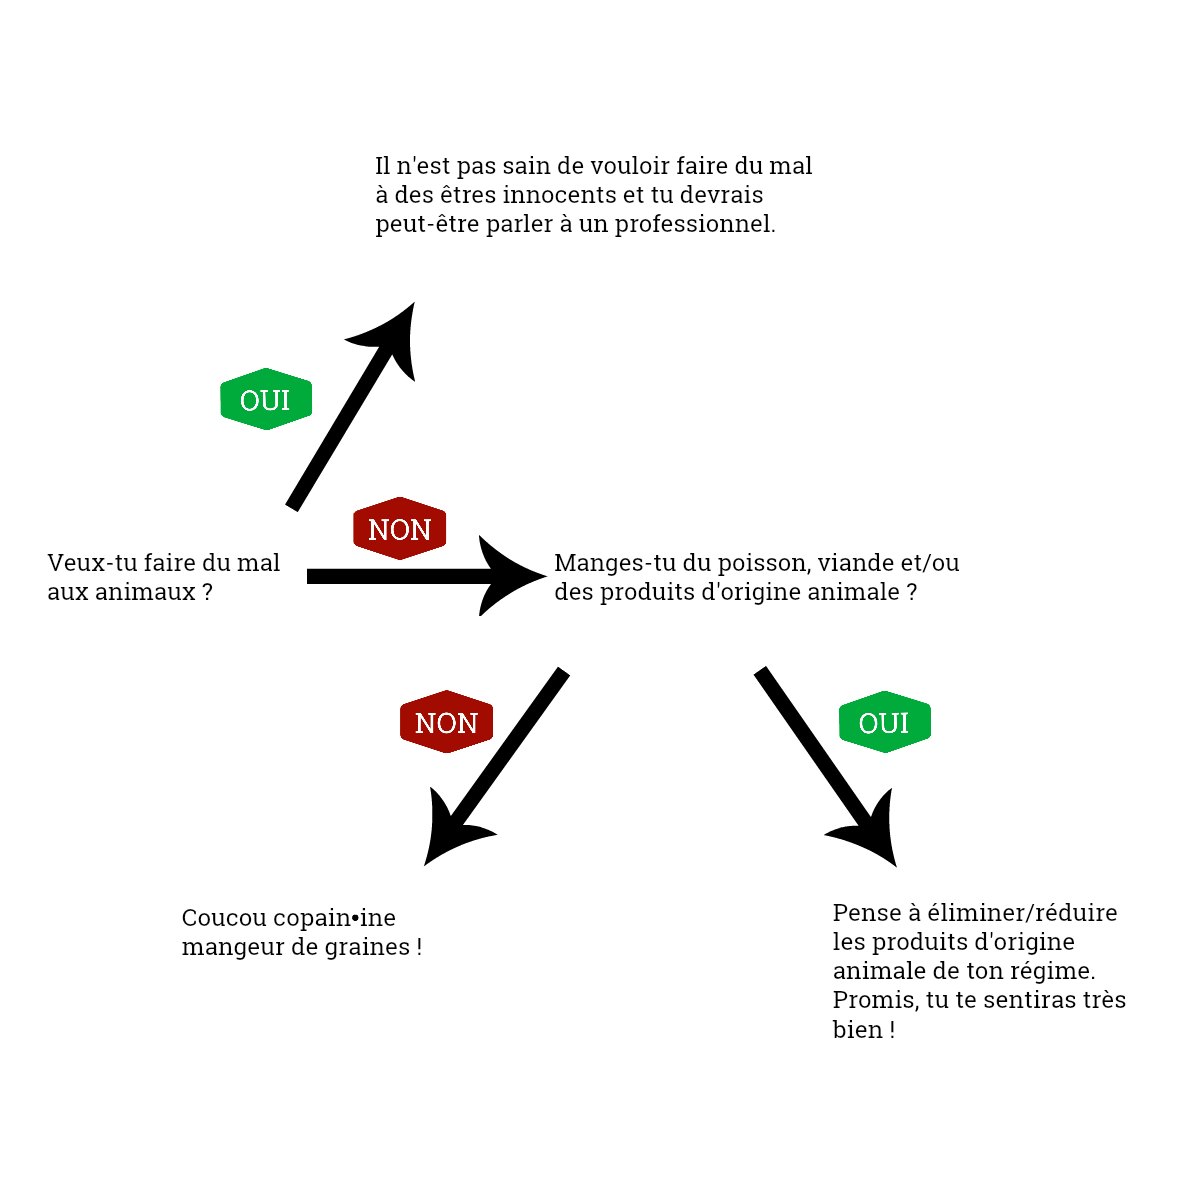 Il n'est pas sain de vouloir faire du mal
à des êtres innocents et tu devrais
peut-être parler à un professionnel.
OUI
NON
Veux-tu faire du mal
aux animaux ?
Manges-tu du poisson, viande et/ou
des produits d'origine animale ?
NON
OUI
Coucou copain•ine
mangeur de graines !
Pense à éliminer/réduire
les produits d'origine
animale de ton régime.
Promis, tu te sentiras très
bien !